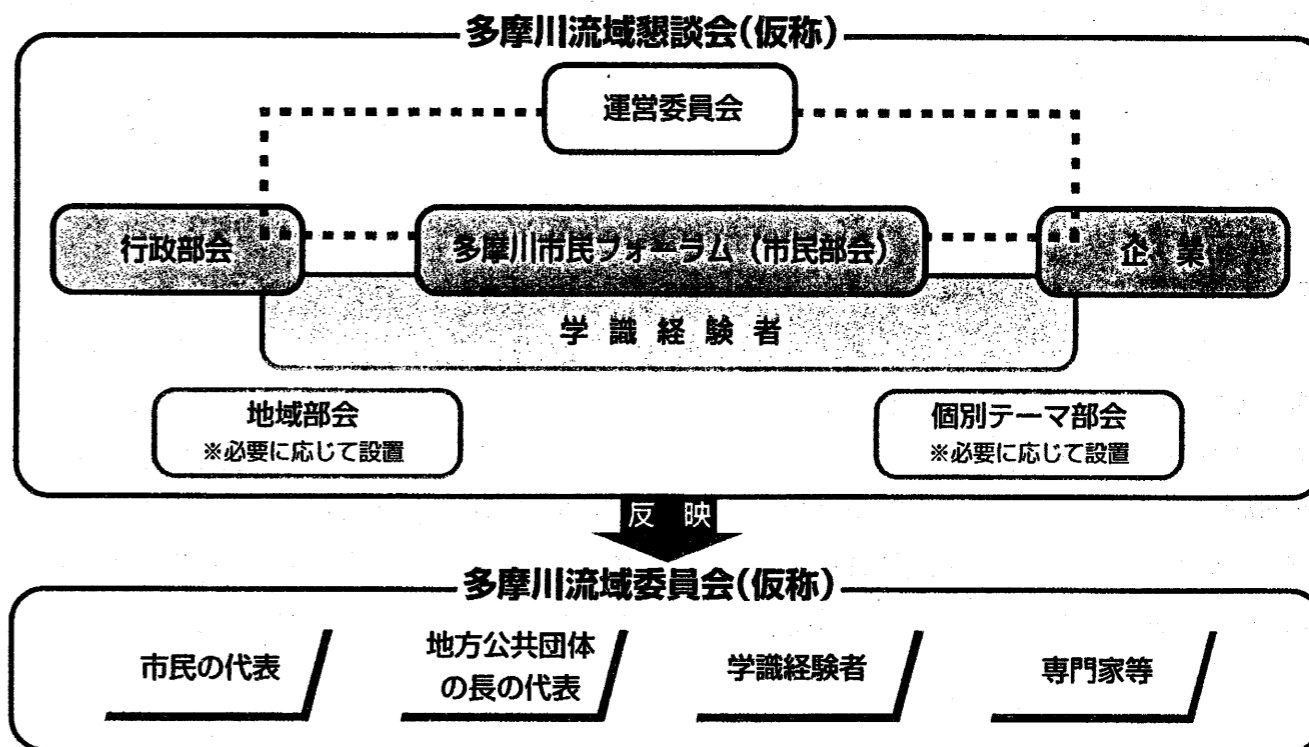 多摩川流域懇談会(仮称)
運営委員会
行政部会
多摩川市民フォーラム(市民部会)
企業
学識経験者
地域部会
※必要に応じて設置
個別テーマ部会
※必要に応じて設置
反映
多摩川流域委員会(仮称)
市民の代表
地方公共団体
の長の代表
学識経験者
専門家等